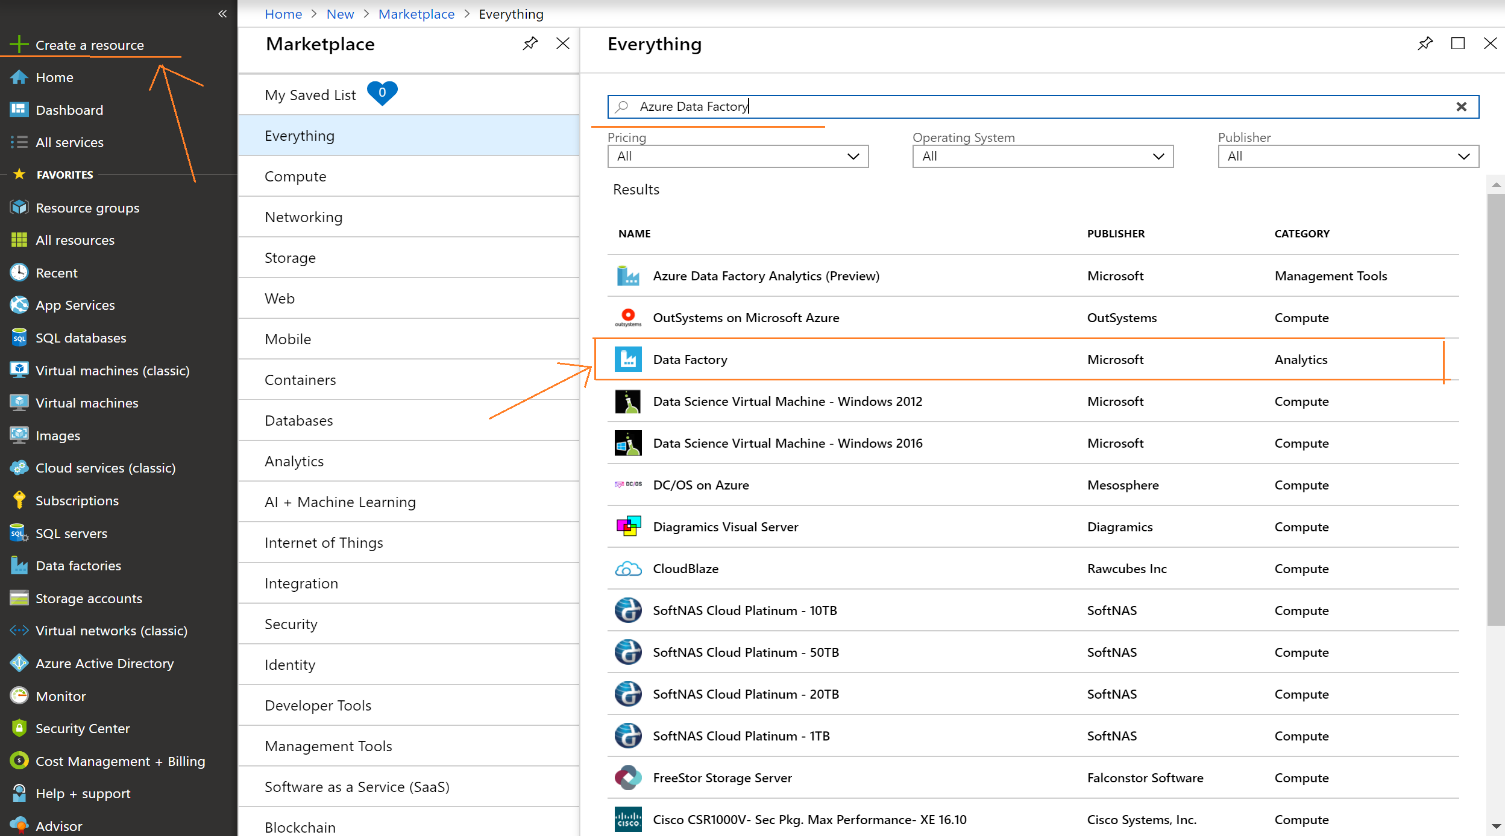 Create a resource
Home
Dashboard
All services
FAVORITES
Resource groups
All resources
Recent
App Services
SQL databases
Virtual machines (classic)
Virtual machines
Images
Cloud services (classic)
Subscriptions
SQL servers
Data factories
Storage accounts
Virtual networks (classic)
Azure Active Directory
Monitor
Security Center
Cost Management + Billing
Help + support
Advisor
Home > New > Marketplace > Everything
Marketplace
My Saved List 0
Everything
Compute
Networking
Storage
Web
Mobile
Containers
Databases
Analytics
AI + Machine Learning
Internet of Things
Integration
Security
Identity
Developer Tools
Management Tools
Software as a Service (SaaS)
Blockchain
Everything
Azure Data Factory
Pricing Operating System Publisher
All All All
Results
NAME PUBLISHER CATEGORY
Azure Data Factory Analytics (Preview) Microsoft Management Tools
outsystems OutSystems on Microsoft Azure OutSystems Compute
Data Factory Microsoft Analytics
Data Science Virtual Machine - Windows 2012 Microsoft Compute
Data Science Virtual Machine - Windows 2016 Microsoft Compute
DC/OS DC/OS on Azure Mesosphere Compute
Diagramics Visual Server Diagramics Compute
CloudBlaze Rawcubes Inc Compute
SoftNAS Cloud Platinum - 10TB SoftNAS Compute
SoftNAS Cloud Platinum - 50TB SoftNAS Compute
SoftNAS Cloud Platinum - 20TB SoftNAS Compute
SoftNAS Cloud Platinum - 1TB SoftNAS Compute
FreeStor Storage Server Falconstor Software Compute
CISCO Cisco CSR1000V- Sec Pkg. Max Performance- XE 16.10 Cisco Systems, Inc. Compute